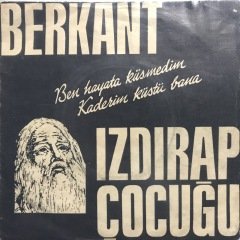 BERKANT
Ben hayata küsmedim
Kaderim küstü bana
IZDIRAP
ÇOCUĞU